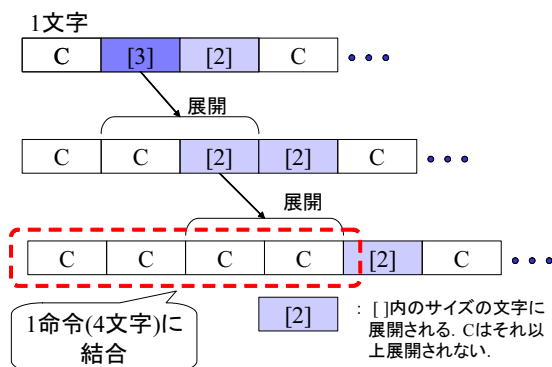 1文字
C [3] [2] C •••
展開
C C [2] [2] C •••
展開
C C C C [2] C •••
1命令(4文字)に
結合
[2]
: [ ]内のサイズの文字に
展開される. Cはそれ以
上展開されない.